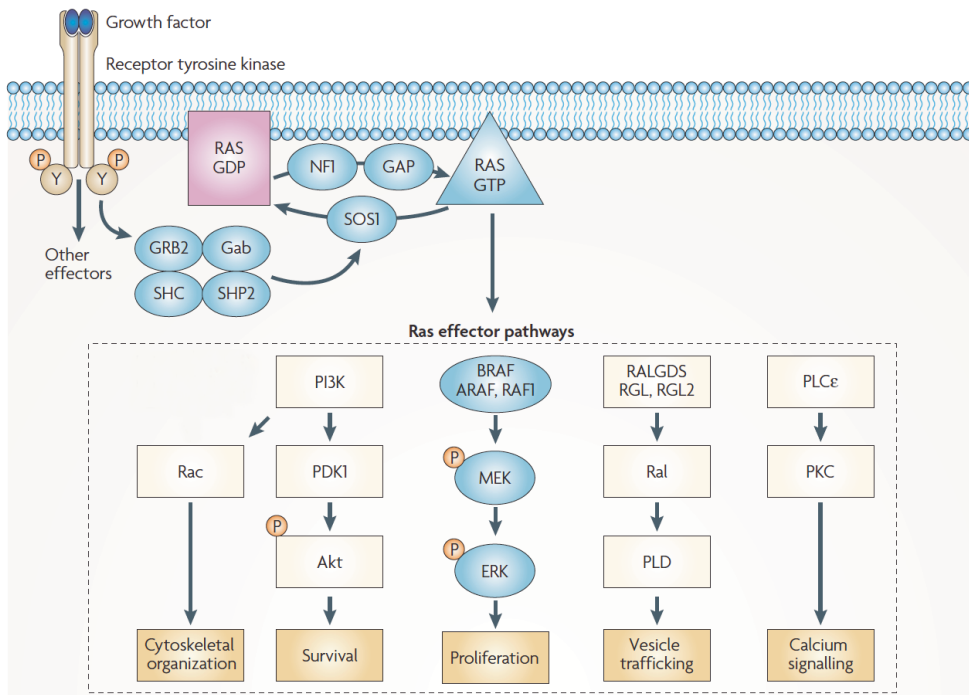 Growth factor
Receptor tyrosine kinase
RAS
GDP
NF1
GAP
RAS
GTP
SOS1
P
P
Y
Y
Other
effectors
GRB2
Gab
SHC
SHP2
Ras effector pathways
PI3K
BRAF
ARAF, RAF1
RALGDS
RGL, RGL2
PLCε
Rac
PDK1
P
MEK
Ral
PKC
P
Akt
P
ERK
PLD
Cytoskeletal
organization
Survival
Proliferation
Vesicle
trafficking
Calcium
signalling